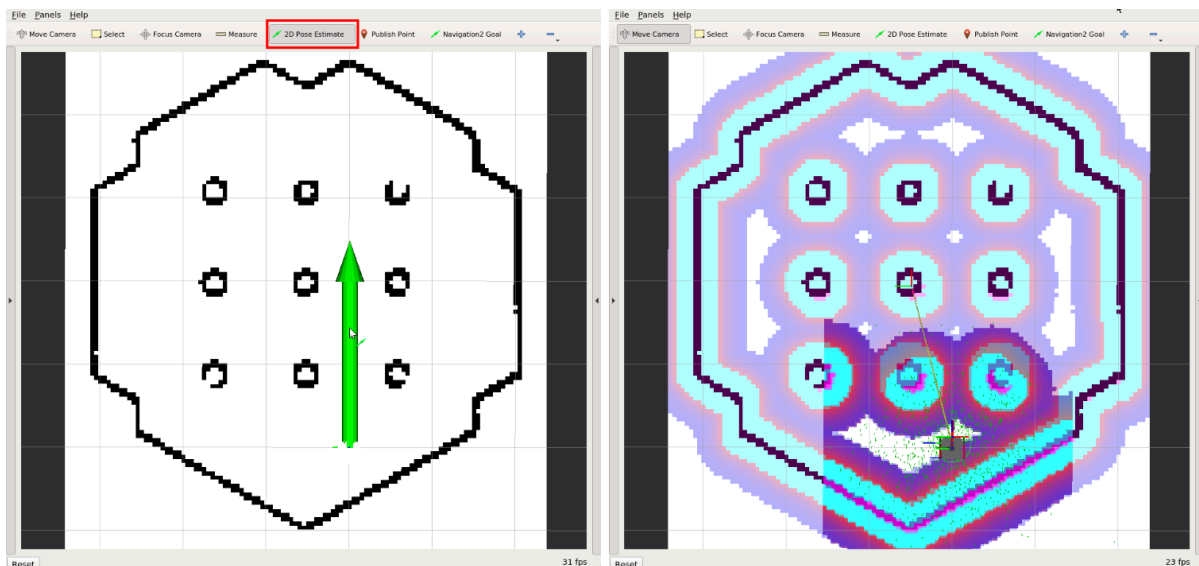 File Panels Help
Move Camera Select Focus Camera Measure 2D Pose Estimate Publish Point Navigation2 Goal
Reset
31 fps
File Panels Help
Move Camera Select Focus Camera Measure 2D Pose Estimate Publish Point Navigation2 Goal
Reset
23 fps